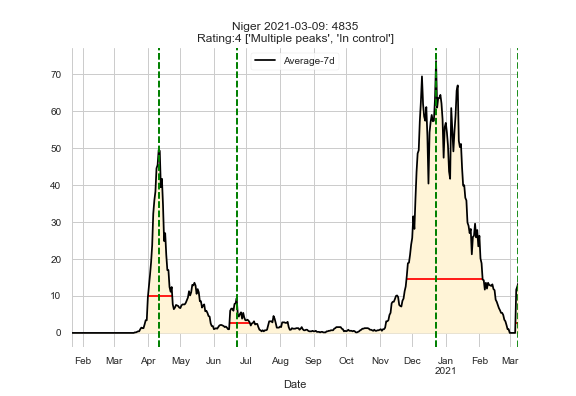 Niger 2021-03-09: 4835
Rating:4 ['Multiple peaks', 'In control']
Average-7d
70
60
50
40
30
20
10
0
Feb Mar Apr May Jun Jul Aug Sep Oct Nov Dec Jan Feb Mar
2021
Date